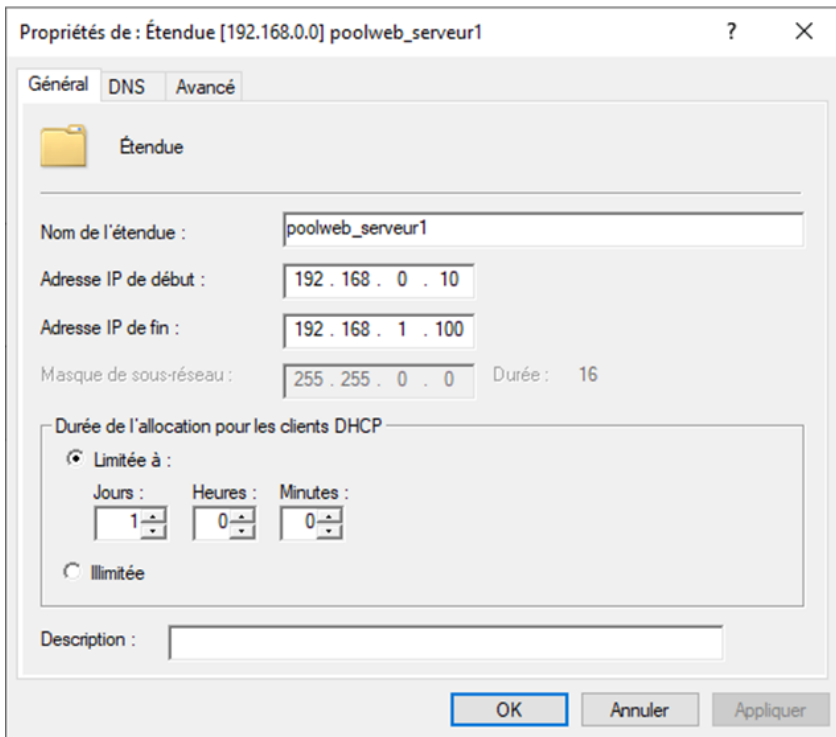 Propriétés de : Étendue [192.168.0.0] poolweb_serveur1 ?
Général DNS Avancé
Étendue
Nom de l'étendue : poolweb_serveur1
Adresse IP de début : 192 . 168 . 0 . 10
Adresse IP de fin : 192 . 168 . 1 . 100
Masque de sous-réseau : 255 . 255 . 0 . 0 Durée : 16
Durée de l'allocation pour les clients DHCP
Limitée à :
Jours : Heures : Minutes :
1 0 0
Illimitée
Description :
OK Annuler Appliquer